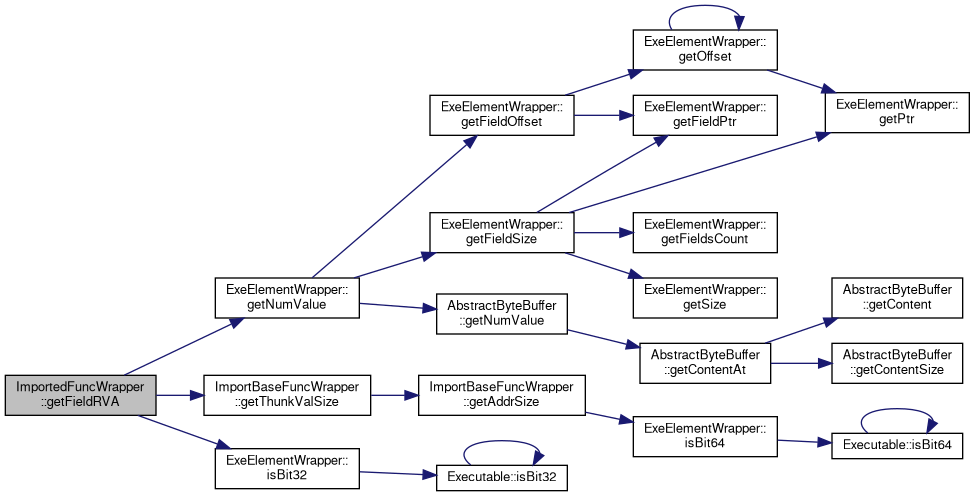 ExeElementWrapper::
getOffset
ExeElementWrapper::
getFieldOffset
ExeElementWrapper::
getFieldPtr
ExeElementWrapper::
getPtr
ExeElementWrapper::
getFieldSize
ExeElementWrapper::
getFieldsCount
ExeElementWrapper::
getNumValue
AbstractByteBuffer
::getNumValue
ExeElementWrapper::
getSize
AbstractByteBuffer
::getContent
AbstractByteBuffer
::getContentAt
AbstractByteBuffer
::getContentSize
ImportedFuncWrapper
::getFieldRVA
ImportBaseFuncWrapper
::getThunkValSize
ImportBaseFuncWrapper
::getAddrSize
ExeElementWrapper::
isBit64
Executable::isBit64
ExeElementWrapper::
isBit32
Executable::isBit32